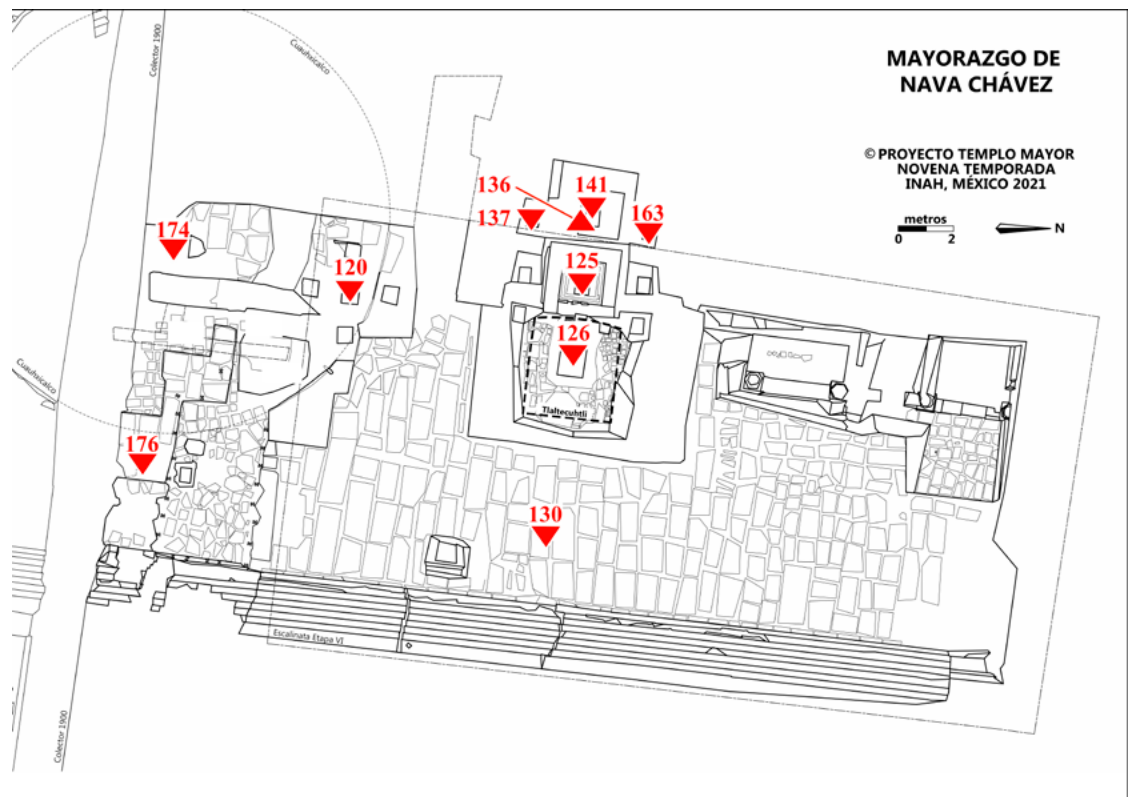 MAYORAZGO DE
NAVA CHÁVEZ
© PROYECTO TEMPLO MAYOR
NOVENA TEMPORADA
INAH, MÉXICO 2021
metros
0 2
N
Colector 1900
Cuauhxicalco
136
141
137
163
174
120
125
126
Tlaltecuhtli
Cuauhxicalco
176
130
Escalinata Etapa VI
Colector 1900